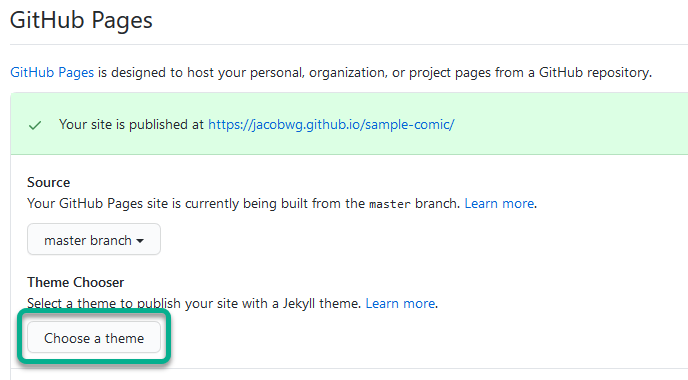 GitHub Pages
GitHub Pages is designed to host your personal, organization, or project pages from a GitHub repository.
Your site is published at https://jacobwg.github.io/sample-comic/
Source
Your GitHub Pages site is currently being built from the master branch. Learn more.
master branch
Theme Chooser
Select a theme to publish your site with a Jekyll theme. Learn more.
Choose a theme